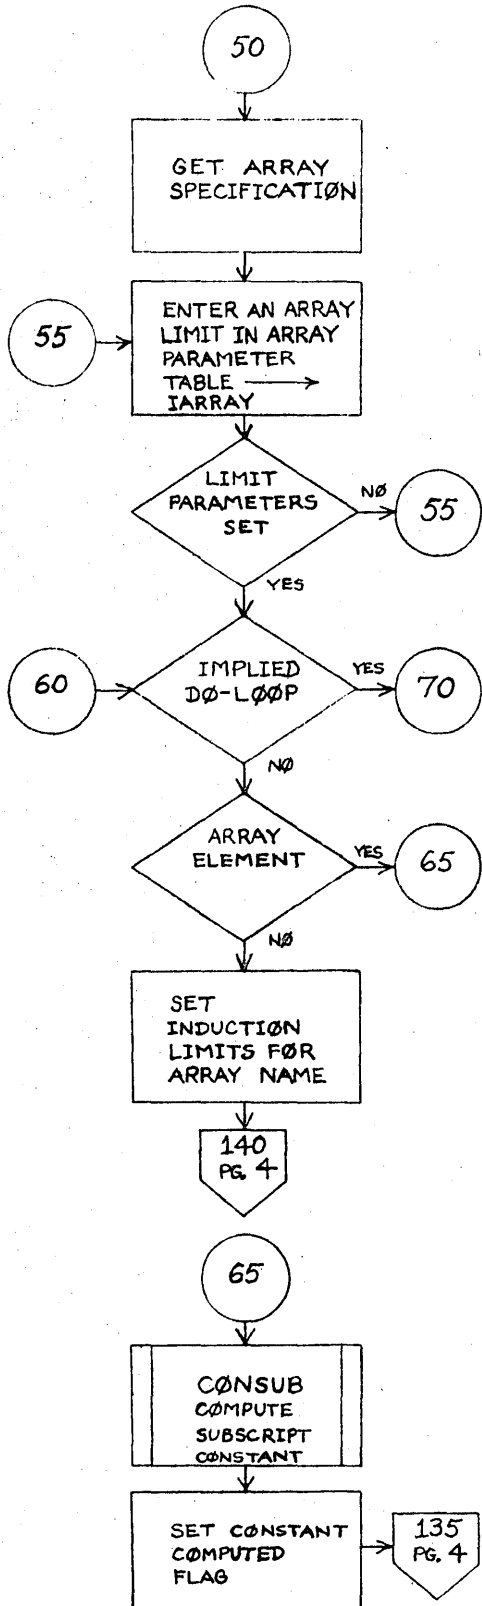 50
GET ARRAY
SPECIFICATIØN
55
ENTER AN ARRAY
LIMIT IN ARRAY
PARAMETER
TABLE →
IARRAY
LIMIT
PARAMETERS
SET
NØ
55
YES
60
IMPLIED
DØ-LØØP
YES
70
NØ
ARRAY
ELEMENT
YES
65
NØ
SET
INDUCTIØN
LIMITS FØR
ARRAY NAME
140
PG. 4
65
CØNSUB
CØMPUTE
SUBSCRIPT
CØNSTANT
SET CØNSTANT
CØMPUTED
FLAG
135
PG. 4